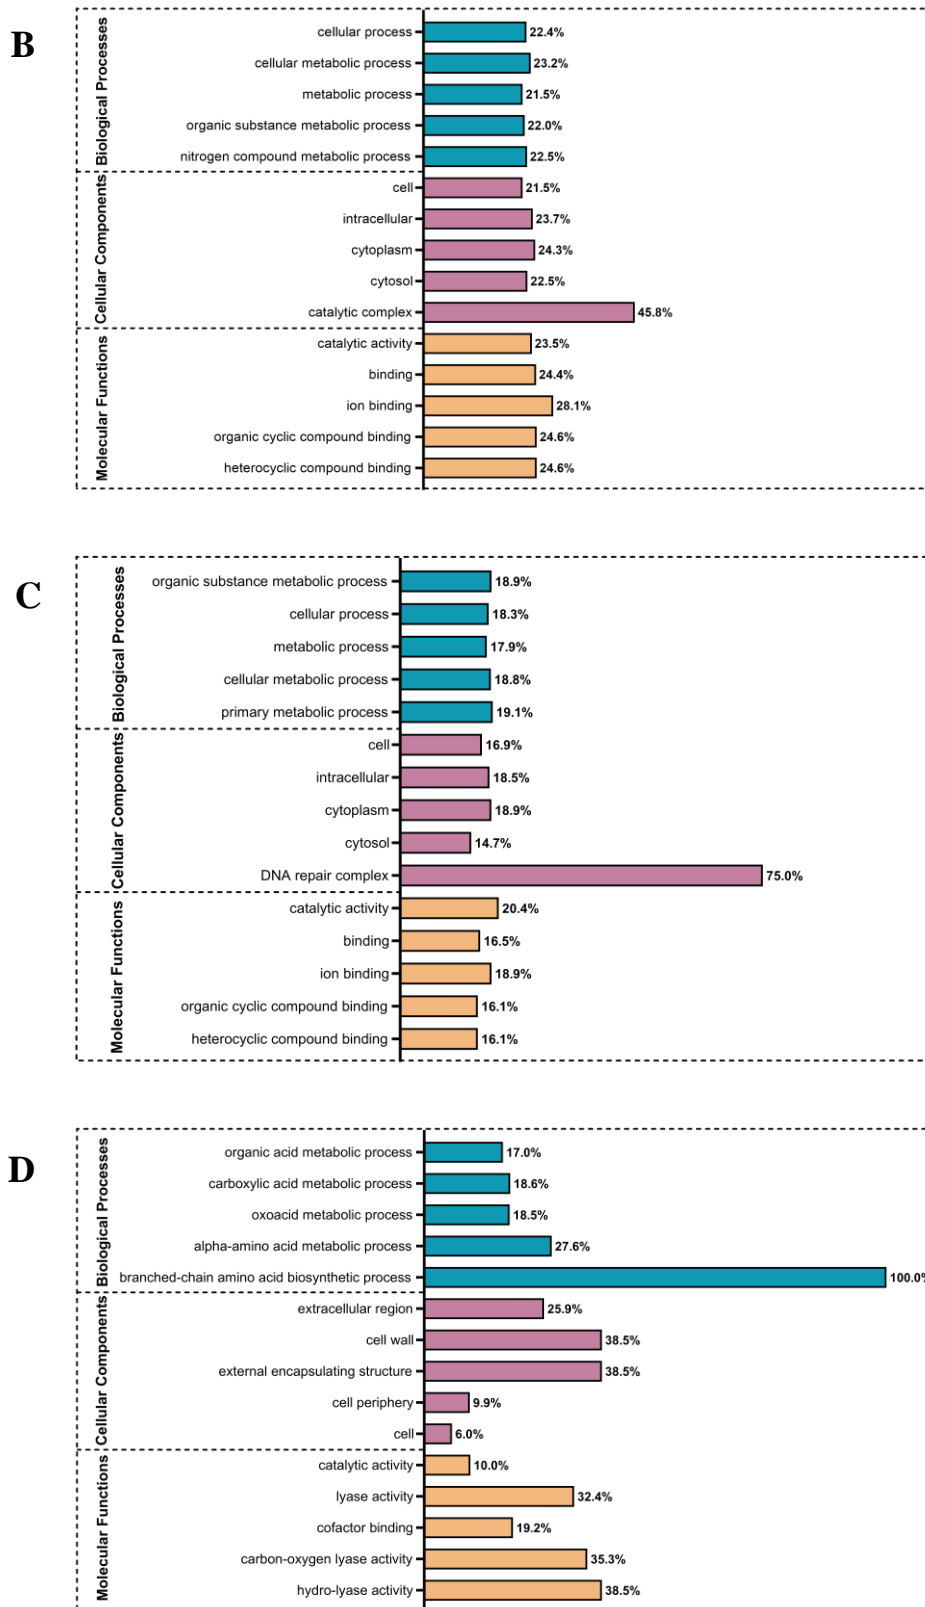 B
Biological Processes
cellular process 22.4%
cellular metabolic process 23.2%
metabolic process 21.5%
organic substance metabolic process 22.0%
nitrogen compound metabolic process 22.5%
Cellular Components
cell 21.5%
intracellular 23.7%
cytoplasm 24.3%
cytosol 22.5%
catalytic complex 45.8%
Molecular Functions
catalytic activity 23.5%
binding 24.4%
ion binding 28.1%
organic cyclic compound binding 24.6%
heterocyclic compound binding 24.6%
C
Biological Processes
organic substance metabolic process 18.9%
cellular process 18.3%
metabolic process 17.9%
cellular metabolic process 18.8%
primary metabolic process 19.1%
Cellular Components
cell 16.9%
intracellular 18.5%
cytoplasm 18.9%
cytosol 14.7%
DNA repair complex 75.0%
Molecular Functions
catalytic activity 20.4%
binding 16.5%
ion binding 18.9%
organic cyclic compound binding 16.1%
heterocyclic compound binding 16.1%
D
Biological Processes
organic acid metabolic process 17.0%
carboxylic acid metabolic process 18.6%
oxoacid metabolic process 18.5%
alpha-amino acid metabolic process 27.6%
branched-chain amino acid biosynthetic process 100.0%
Cellular Components
extracellular region 25.9%
cell wall 38.5%
external encapsulating structure 38.5%
cell periphery 9.9%
cell 6.0%
Molecular Functions
catalytic activity 10.0%
lyase activity 32.4%
cofactor binding 19.2%
carbon-oxygen lyase activity 35.3%
hydro-lyase activity 38.5%